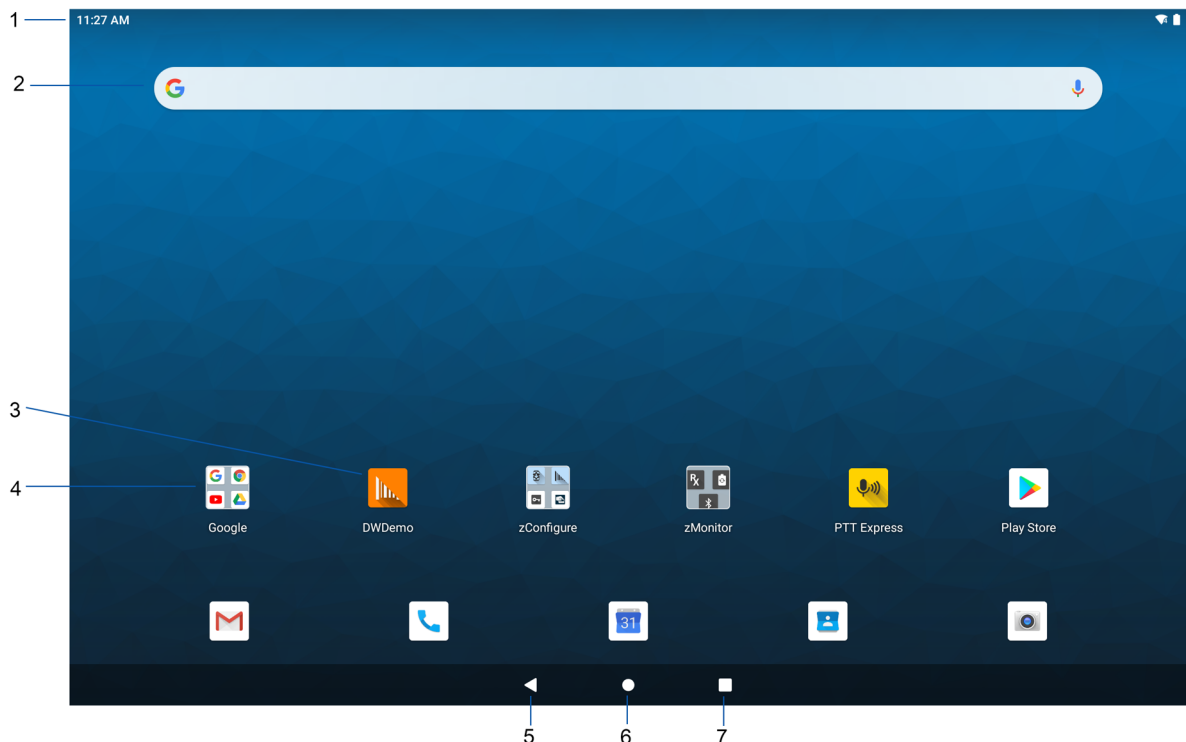 1
11:27 AM
2
3
4
Google
DWDemo
zConfigure
zMonitor
PTT Express
Play Store
31
5
6
7